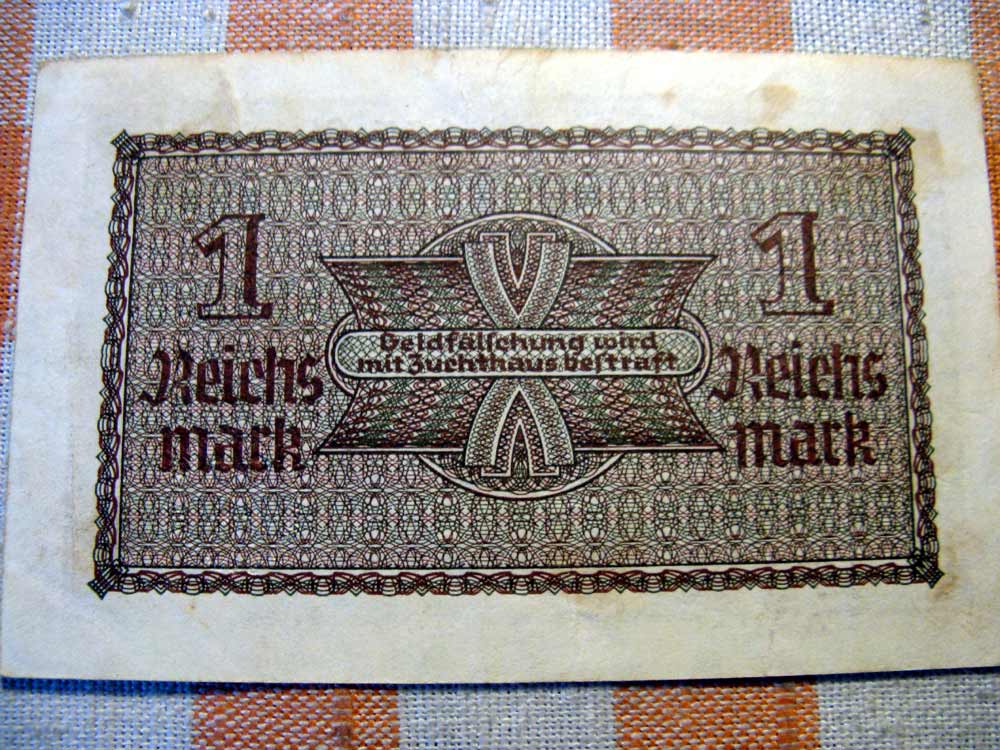 1
Reichs
mark
Geldfälschung wird
mit Zuchthaus bestraft
1
Reichs
mark